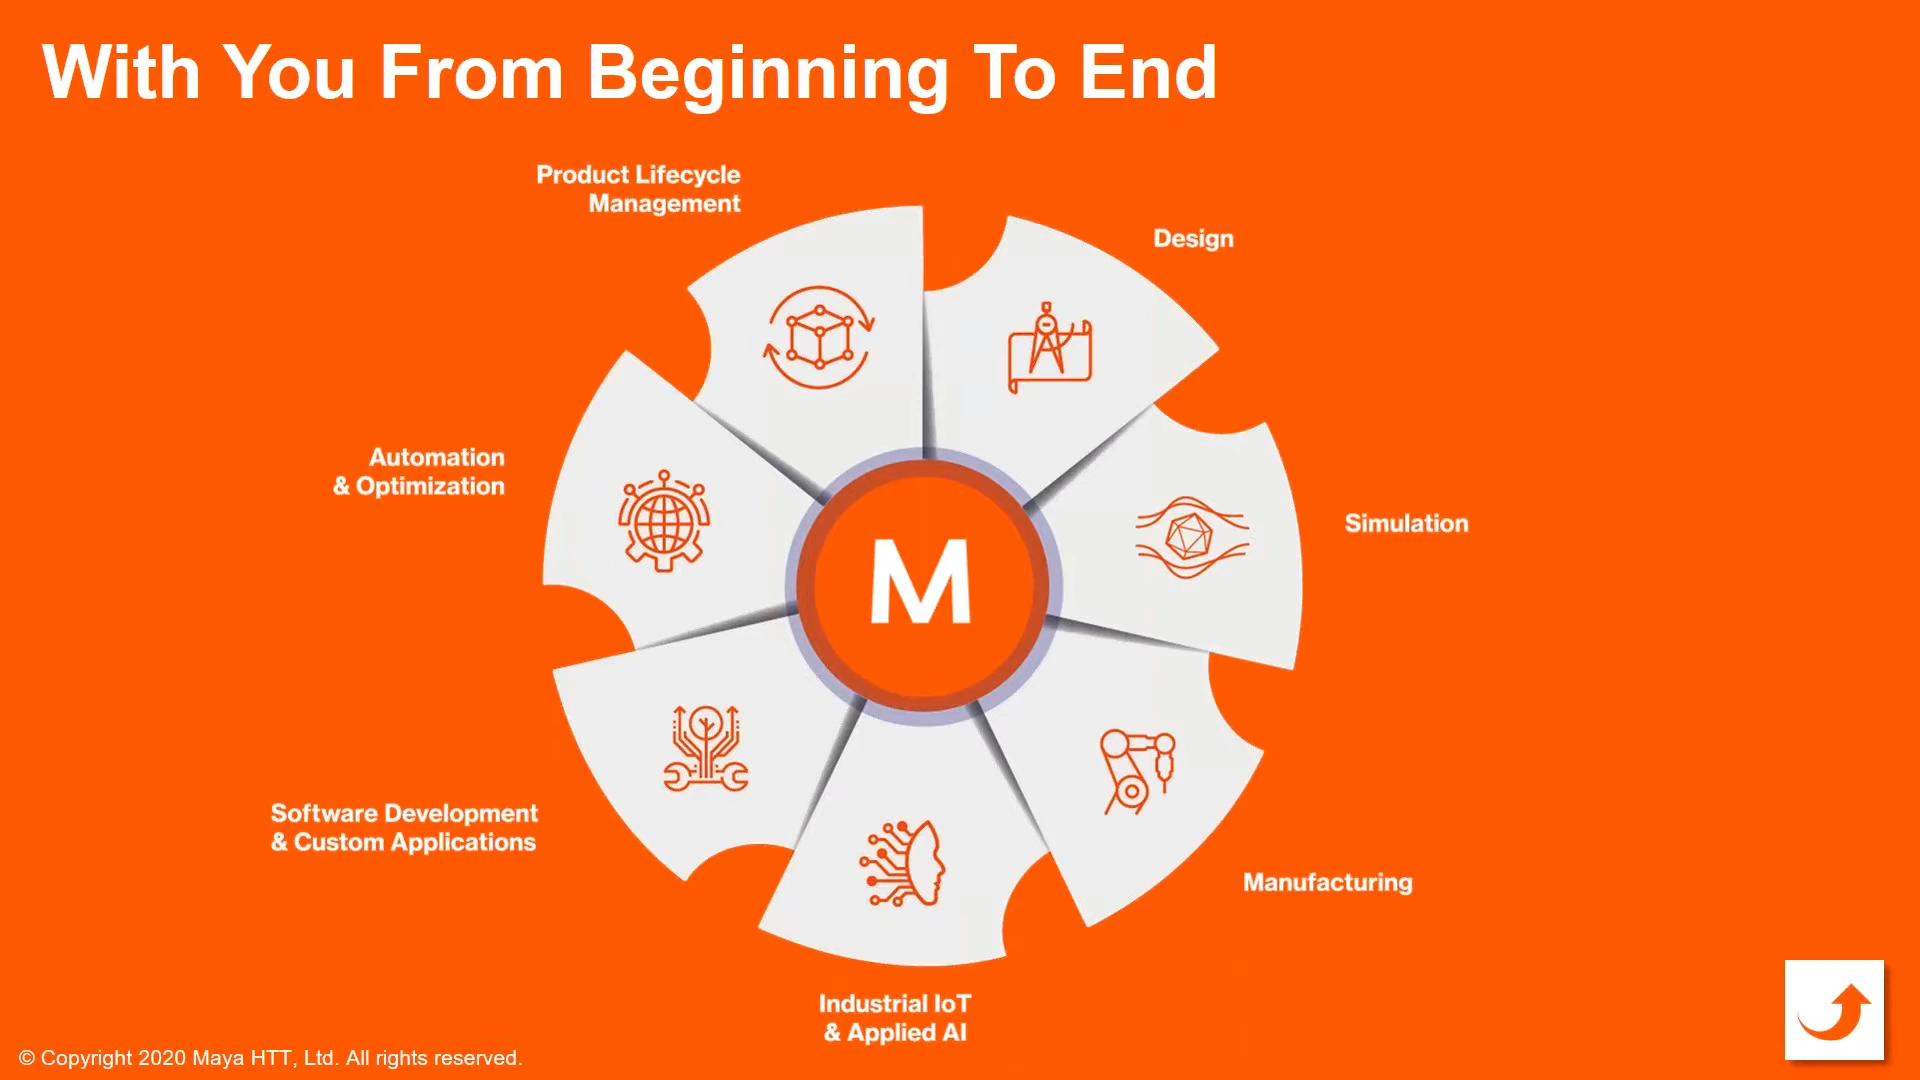 With You From Beginning To End
Product Lifecycle
Management
Design
Automation
& Optimization
Simulation
M
Software Development
& Custom Applications
Manufacturing
Industrial IoT
& Applied AI
© Copyright 2020 Maya HTT, Ltd. All rights reserved.